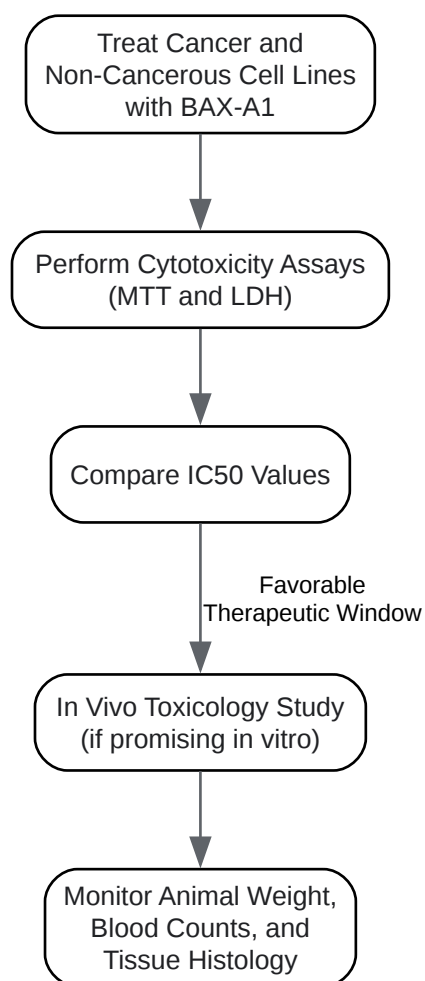 Treat Cancer and
Non-Cancerous Cell Lines
with BAX-A1
Perform Cytotoxicity Assays
(MTT and LDH)
Compare IC50 Values
Favorable
Therapeutic Window
In Vivo Toxicology Study
(if promising in vitro)
Monitor Animal Weight,
Blood Counts, and
Tissue Histology